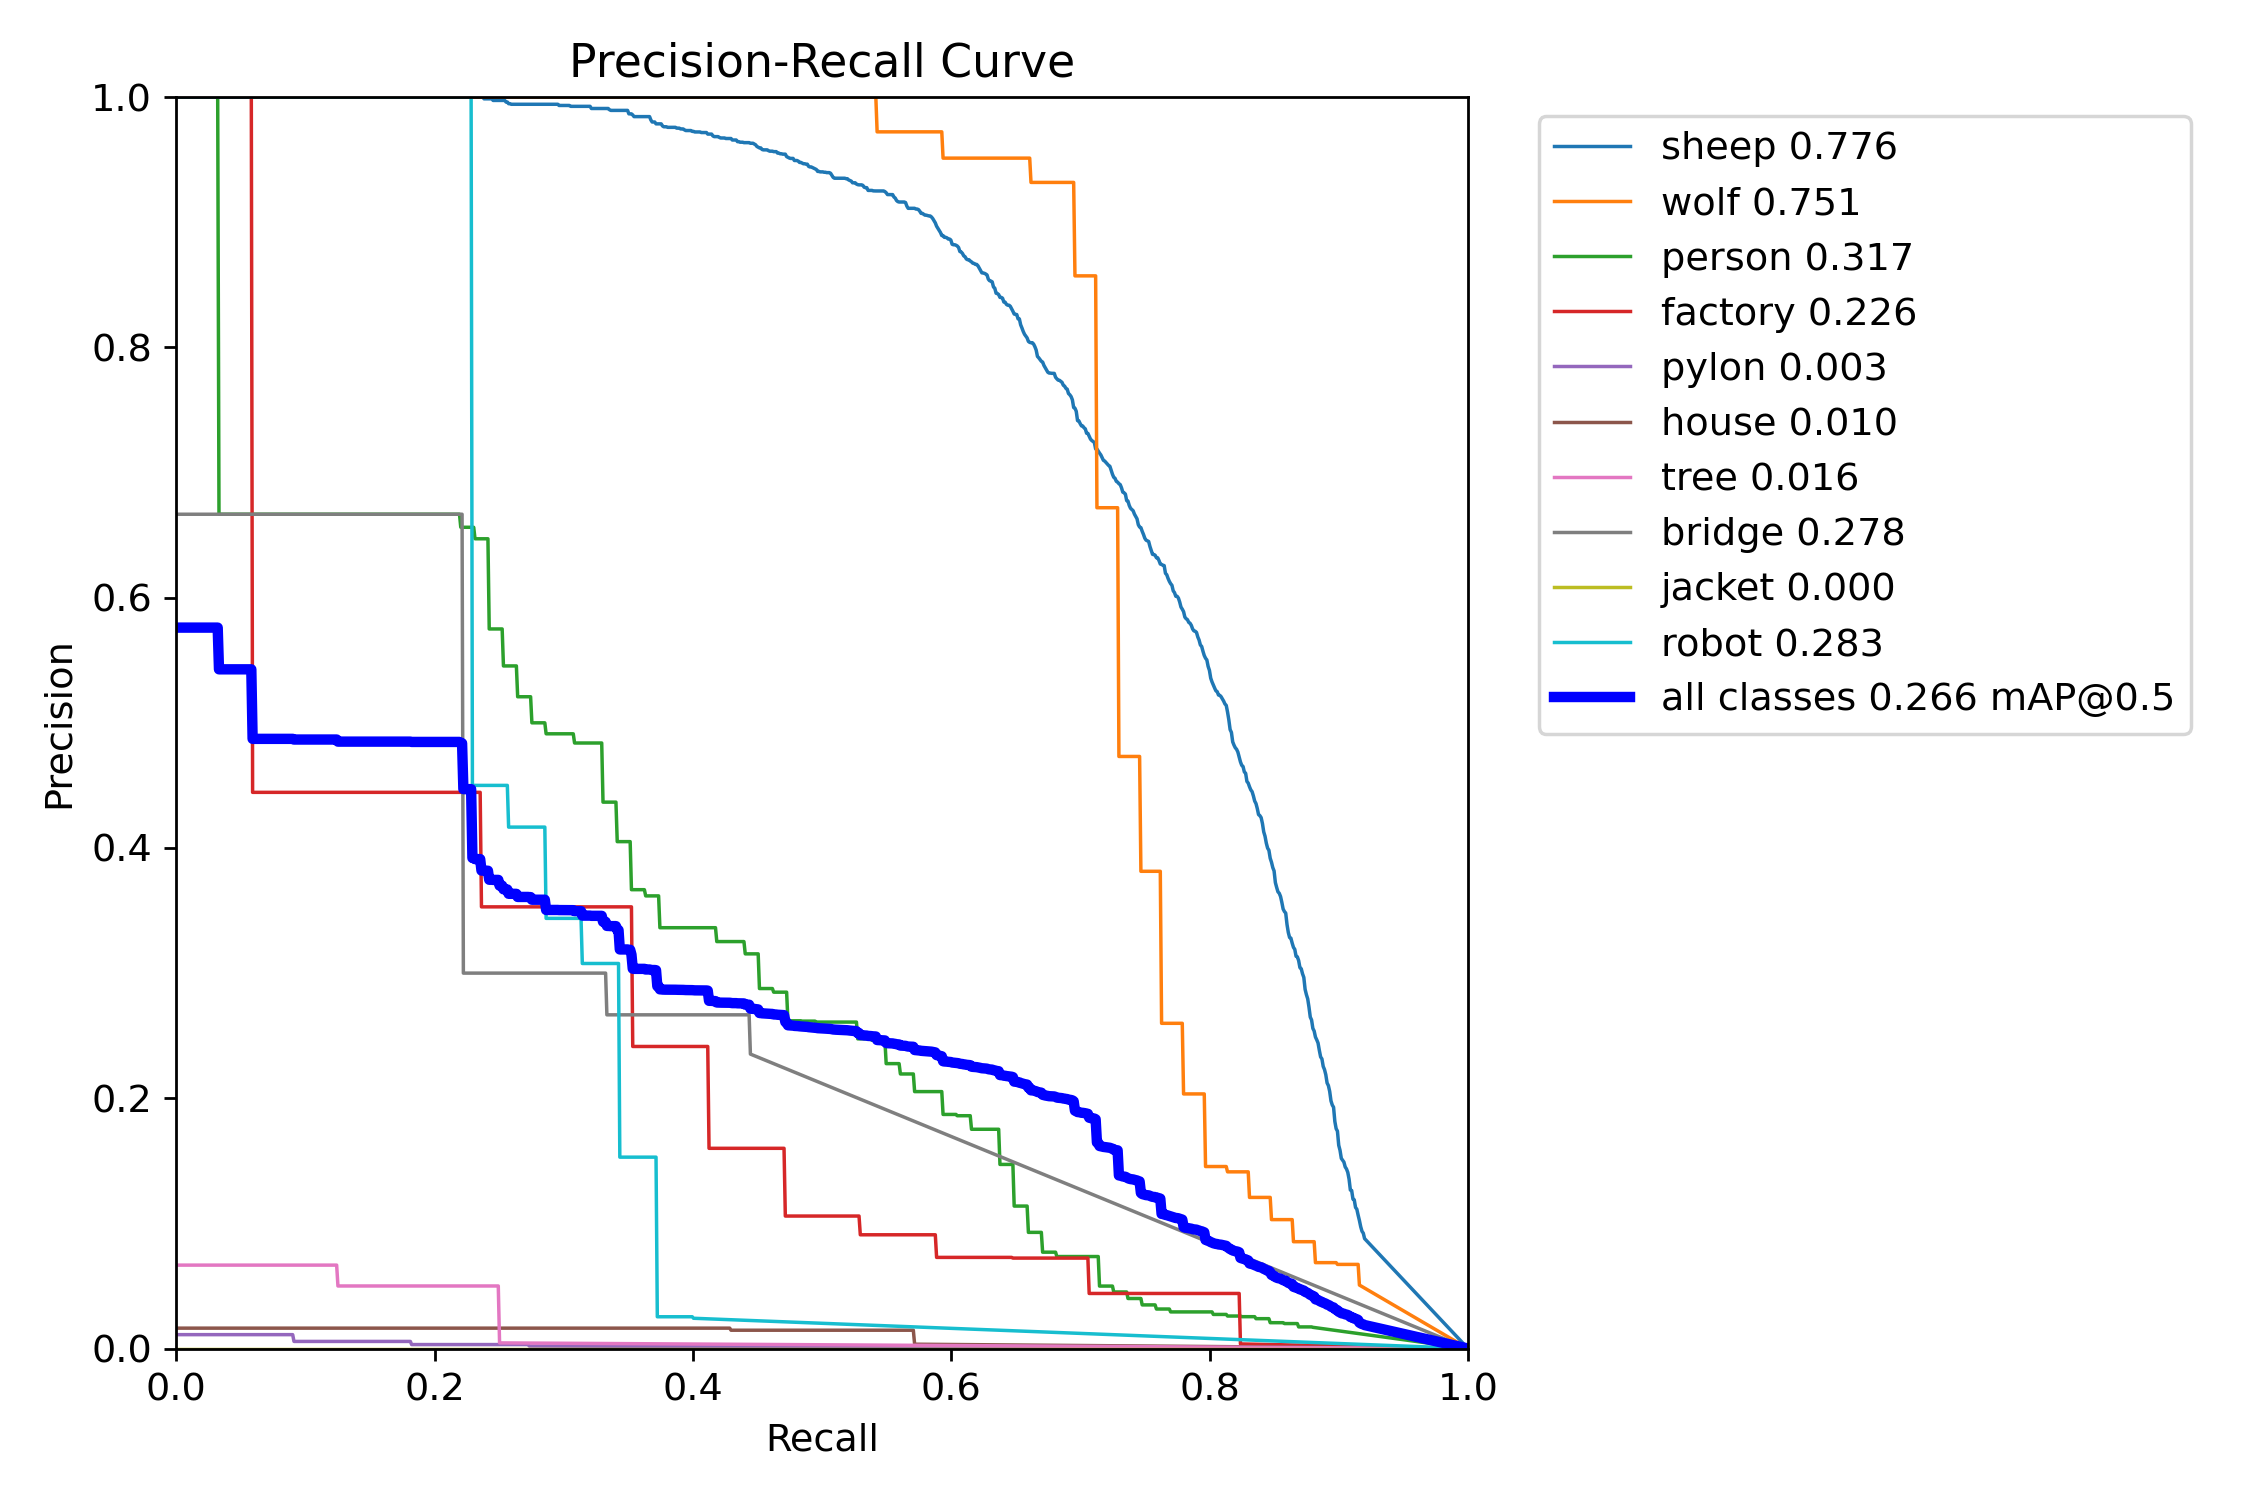 Precision-Recall Curve
1.0
0.8
0.6
0.4
0.2
0.0
Precision
0.0 0.2 0.4 0.6 0.8 1.0
Recall
sheep 0.776
wolf 0.751
person 0.317
factory 0.226
pylon 0.003
house 0.010
tree 0.016
bridge 0.278
jacket 0.000
robot 0.283
all classes 0.266 mAP@0.5